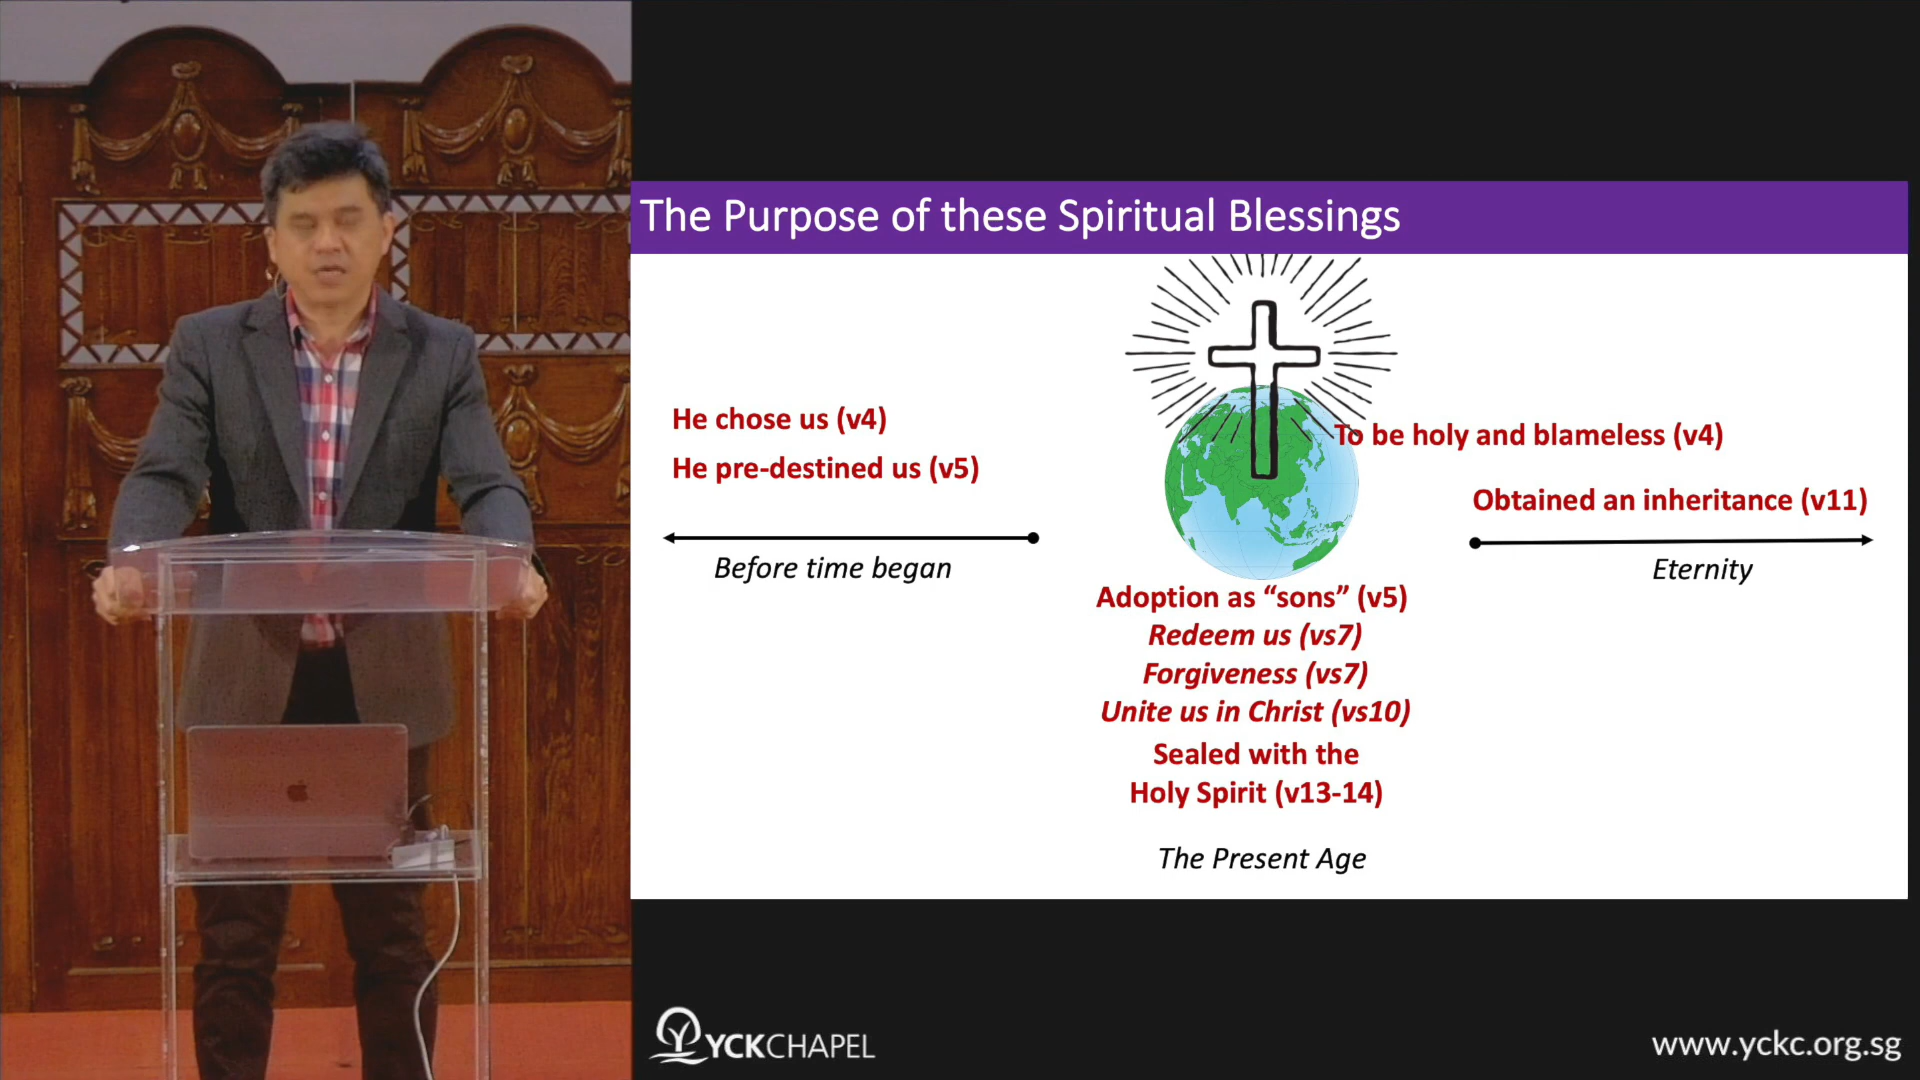 The Purpose of these Spiritual Blessings
He chose us (v4)
He pre-destined us (v5)
Before time began
To be holy and blameless (v4)
Obtained an inheritance (v11)
Eternity
Adoption as “sons” (v5)
Redeem us (vs7)
Forgiveness (vs7)
Unite us in Christ (vs10)
Sealed with the
Holy Spirit (v13-14)
The Present Age
YCKCHAPEL
www.yckc.org.sg